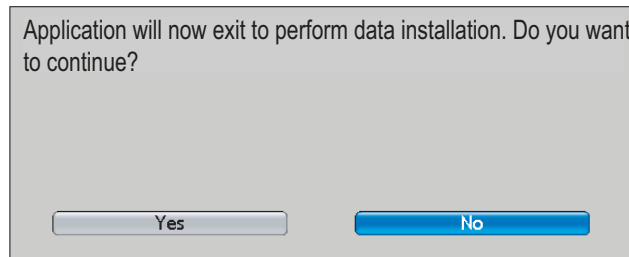 Application will now exit to perform data installation. Do you want
to continue?
Yes
No